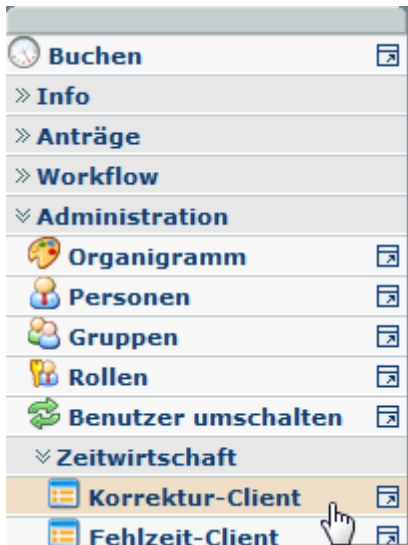 Buchen
Info
Anträge
Workflow
Administration
Organigramm
Personen
Gruppen
Rollen
Benutzer umschalten
Zeitwirtschaft
Korrektur-Client
Fehlzeit-Client